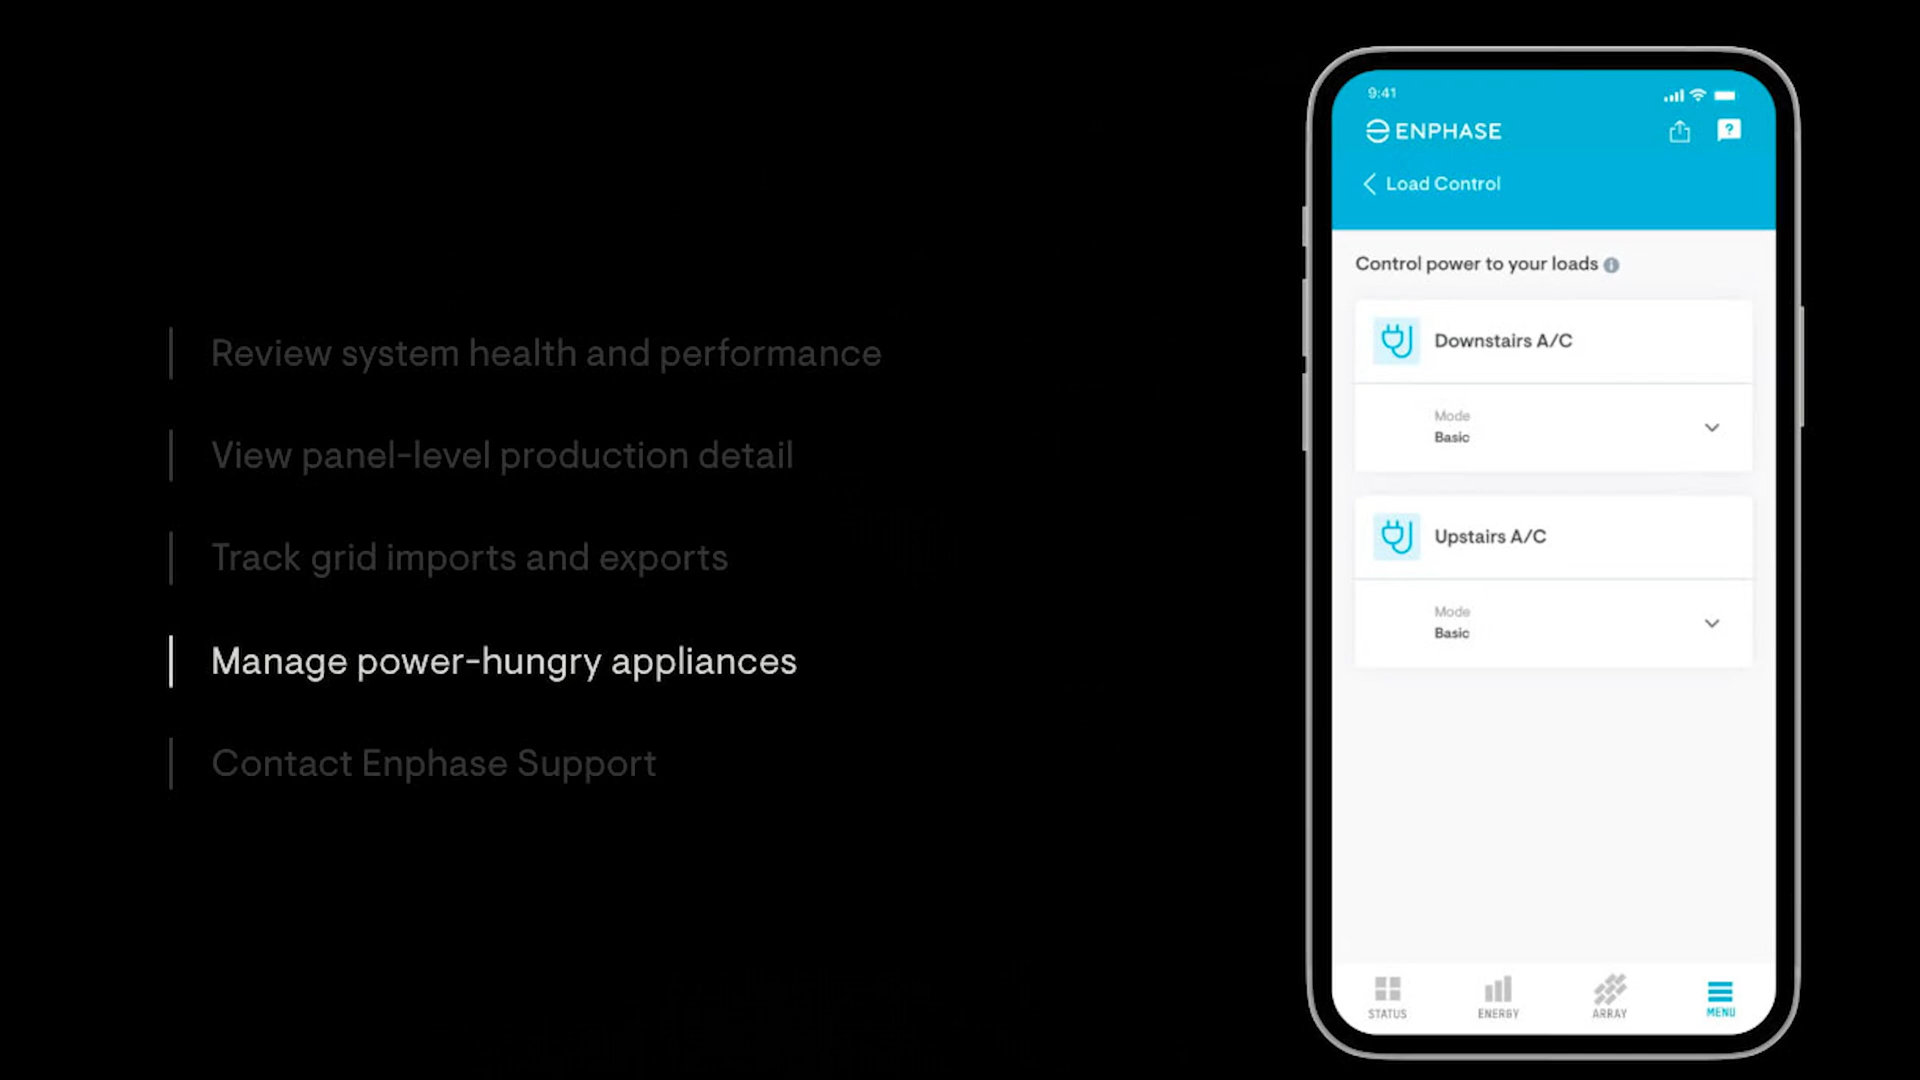 Review system health and performance
View panel-level production detail
Track grid imports and exports
Manage power-hungry appliances
Contact Enphase Support
9:41
ENPHASE
?
Load Control
Control power to your loads i
Downstairs A/C
Mode
Basic
Upstairs A/C
Mode
Basic
STATUS ENERGY ARRAY MENU